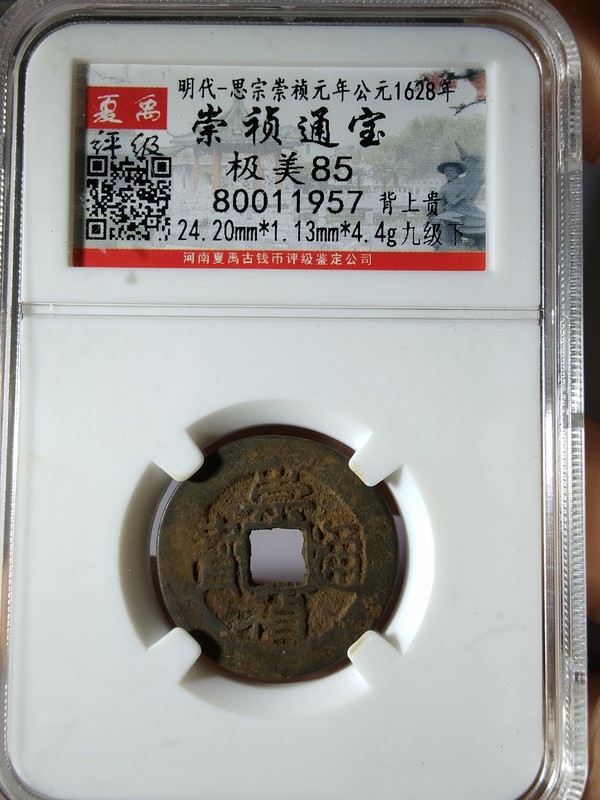 明代-思宗崇祯元年公元1628年
夏禹
评级
崇祯通宝
极美85
80011957 背上贵
24.20mm*1.13mm*4.4g九级下
河南夏禹古钱币评级鉴定公司
崇
通